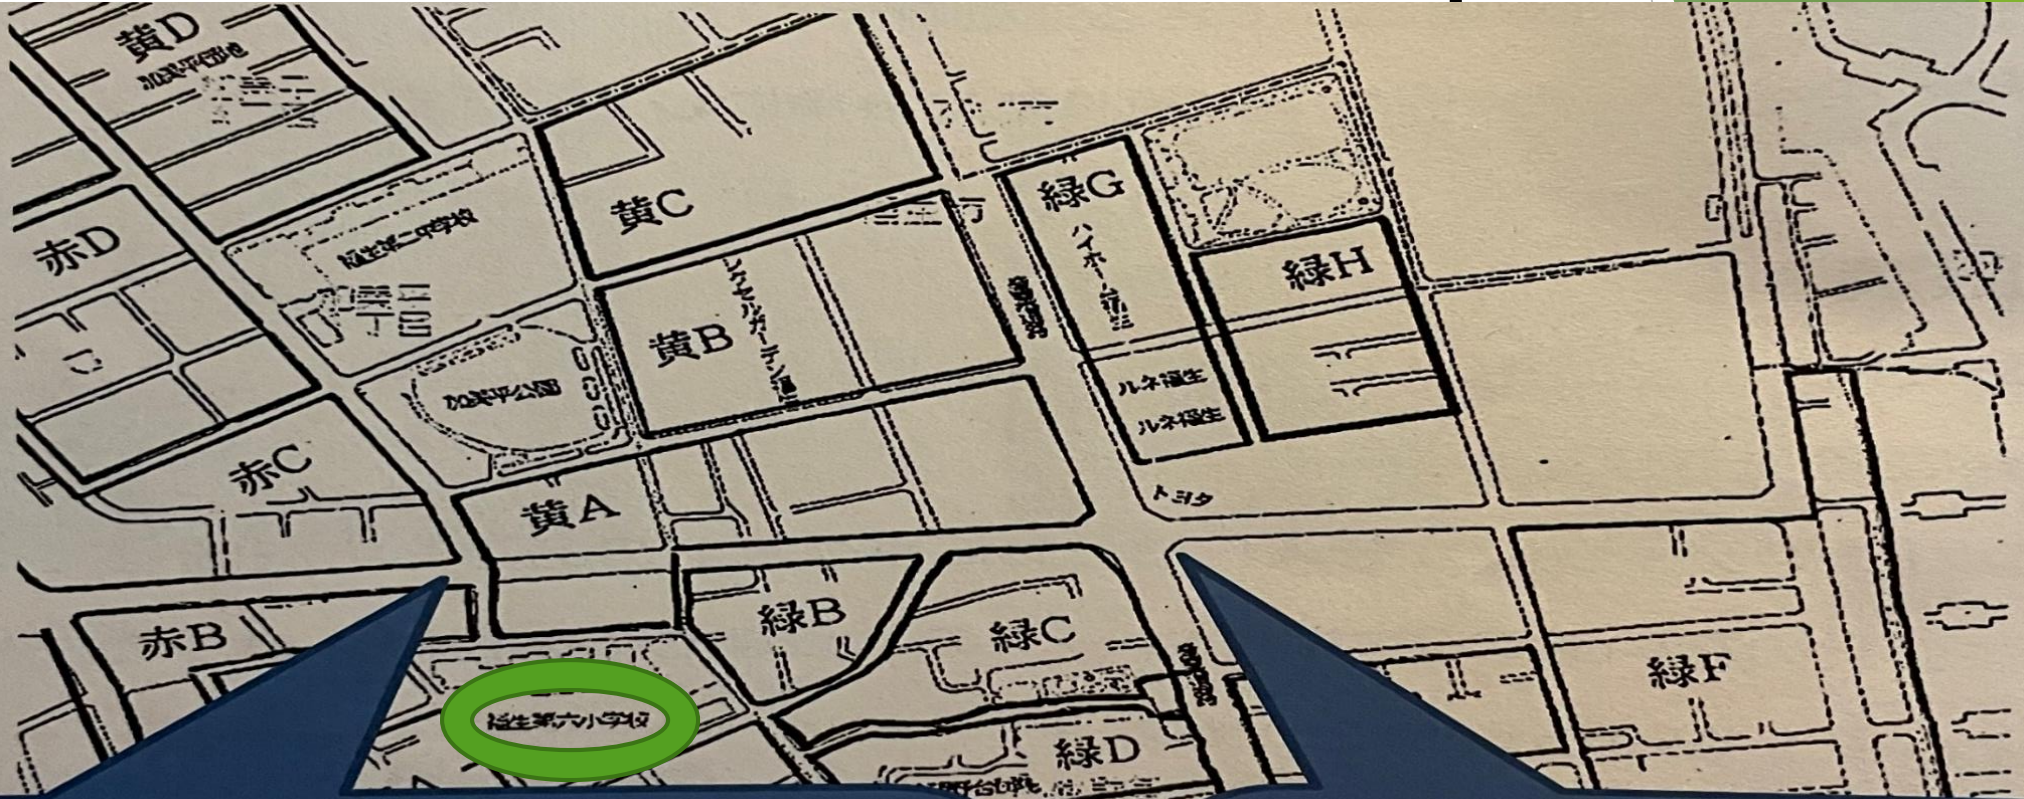 黄D
加美平団地
赤D
福生第二中学校
黄C
緑G
ハイホーム福生
緑H
黄B
レクセルガーデン福生
加美平公園
ルネ福生
ルネ福生
赤C
黄A
トヨタ
赤B
緑B
緑C
緑F
福生第六小学校
緑D